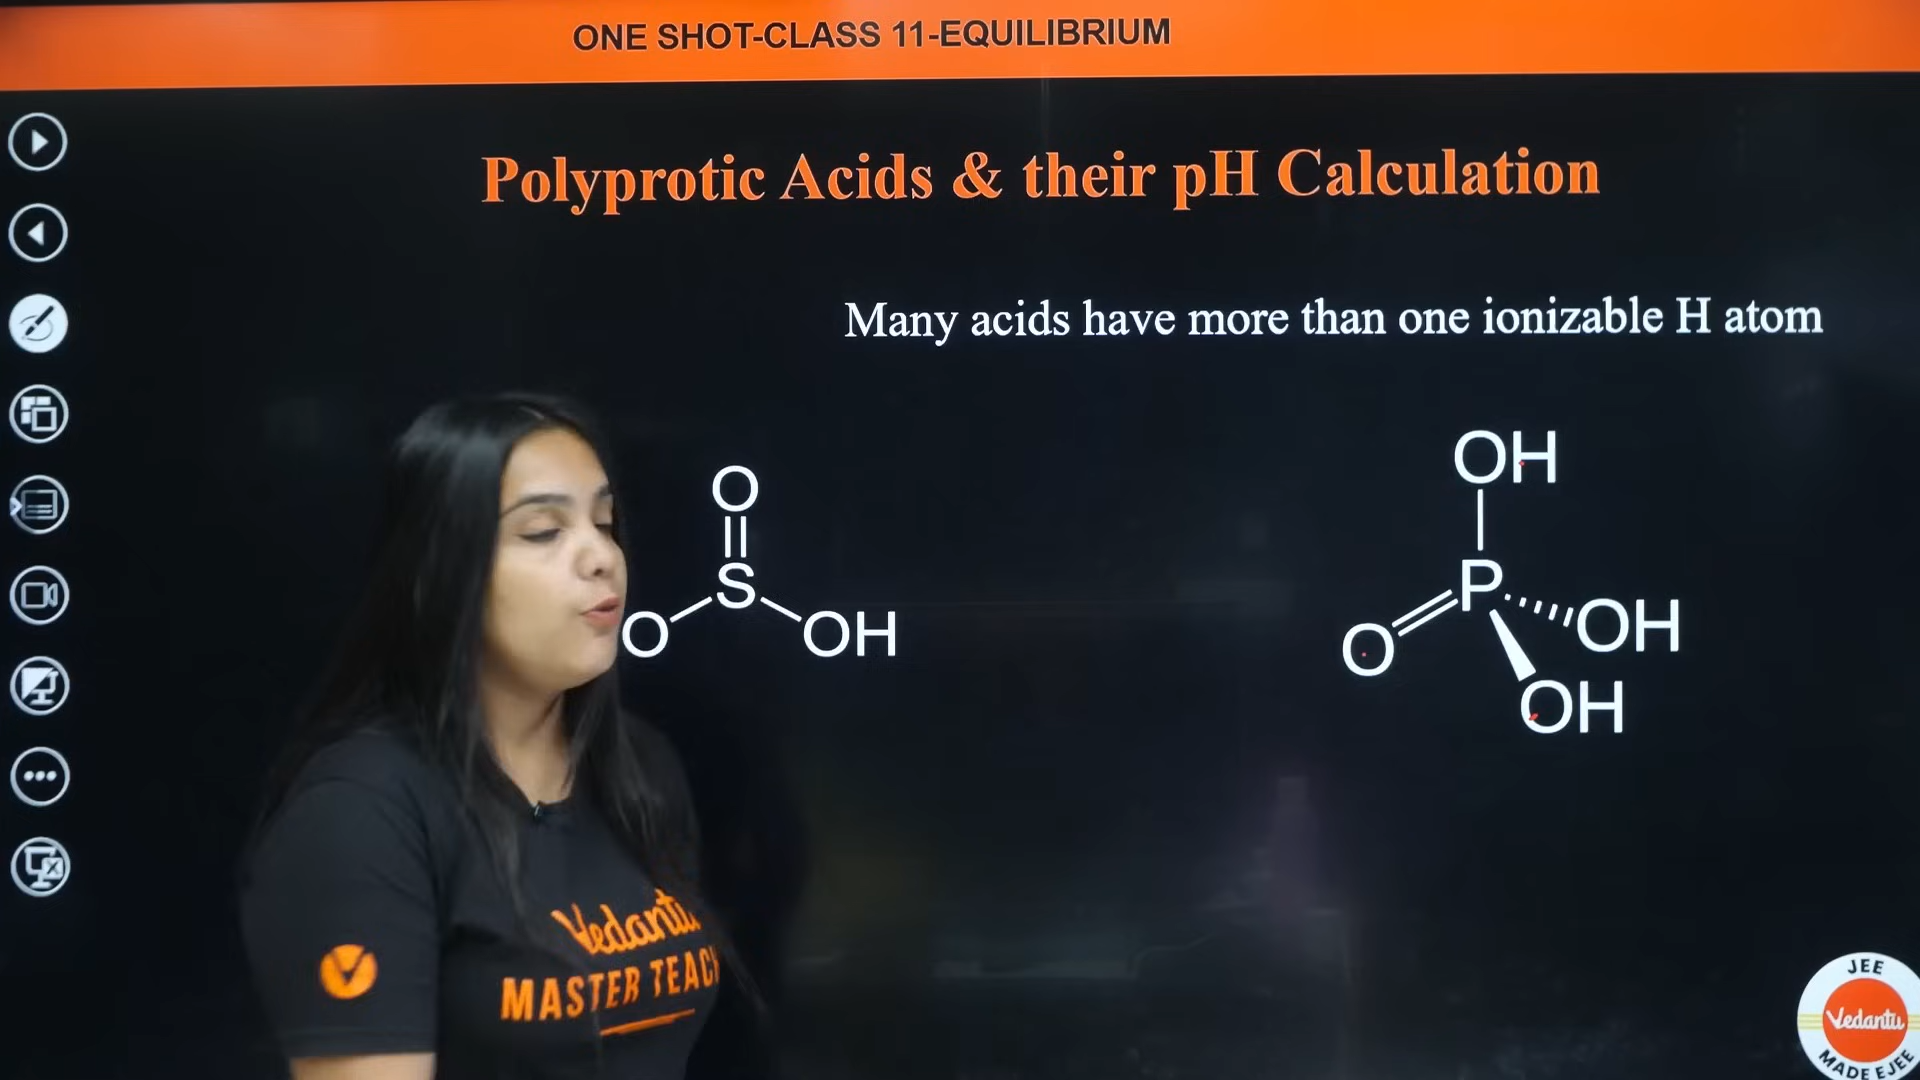 ONE SHOT-CLASS 11-EQUILIBRIUM
Polyprotic Acids & their pH Calculation
Many acids have more than one ionizable H atom
O
S
O
OH
OH
P
O
OH
OH
Vedantu
MASTER TEACH
JEE
Vedantu
MADE EJEE